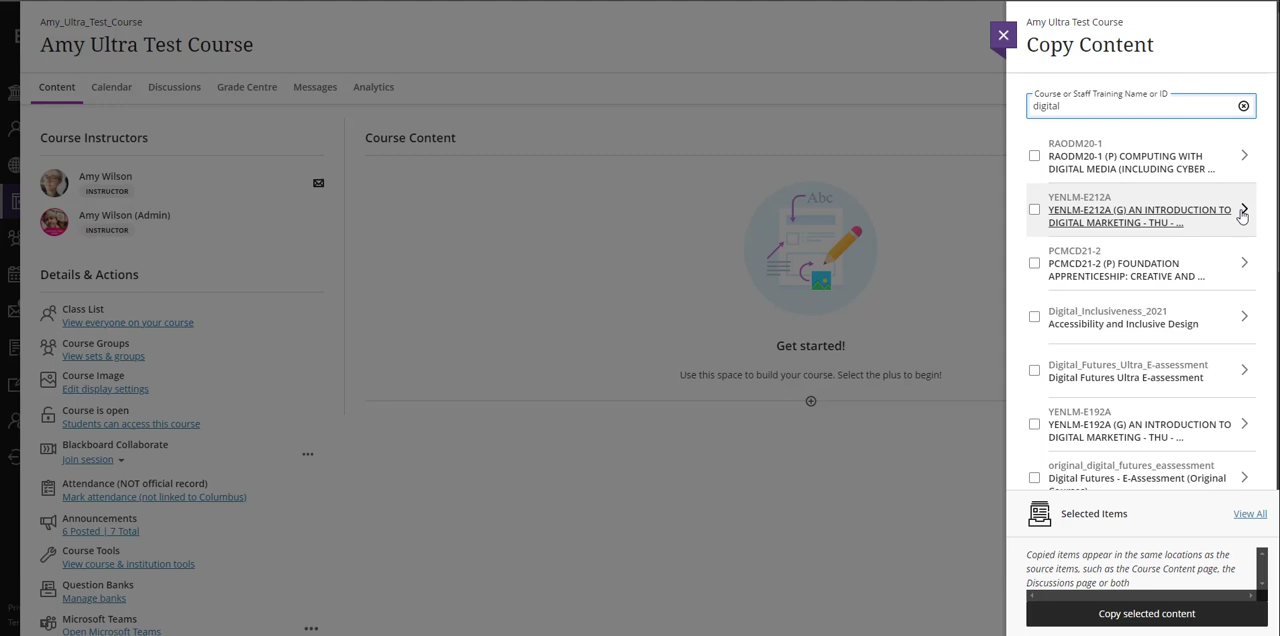 Amy_Ultra_Test_Course
Amy Ultra Test Course
Content
Calendar
Discussions
Grade Centre
Messages
Analytics
Course Instructors
Amy Wilson
INSTRUCTOR
Amy Wilson (Admin)
INSTRUCTOR
Details & Actions
Class List
View everyone on your course
Course Groups
View sets & groups
Course Image
Edit display settings
Course is open
Students can access this course
Blackboard Collaborate
Join session
Attendance (NOT official record)
Mark attendance (not linked to Columbus)
Announcements
6 Posted | 7 Total
Course Tools
View course & institution tools
Question Banks
Manage banks
Microsoft Teams
Open Microsoft Teams
Course Content
Abc
Get started!
Use this space to build your course. Select the plus to begin!
Amy Ultra Test Course
Copy Content
Course or Staff Training Name or ID
digital
RAODM20-1
RAODM20-1 (P) COMPUTING WITH
DIGITAL MEDIA (INCLUDING CYBER ...
YENLM-E212A
YENLM-E212A (G) AN INTRODUCTION TO
DIGITAL MARKETING - THU - ...
PCMCD21-2
PCMCD21-2 (P) FOUNDATION
APPRENTICESHIP: CREATIVE AND ...
Digital_Inclusiveness_2021
Accessibility and Inclusive Design
Digital_Futures_Ultra_E-assessment
Digital Futures Ultra E-assessment
YENLM-E192A
YENLM-E192A (G) AN INTRODUCTION TO
DIGITAL MARKETING - THU - ...
original_digital_futures_eassessment
Digital Futures - E-Assessment (Original
Courses)
Selected Items
View All
Copied items appear in the same locations as the
source items, such as the Course Content page, the
Discussions page or both
Copy selected content